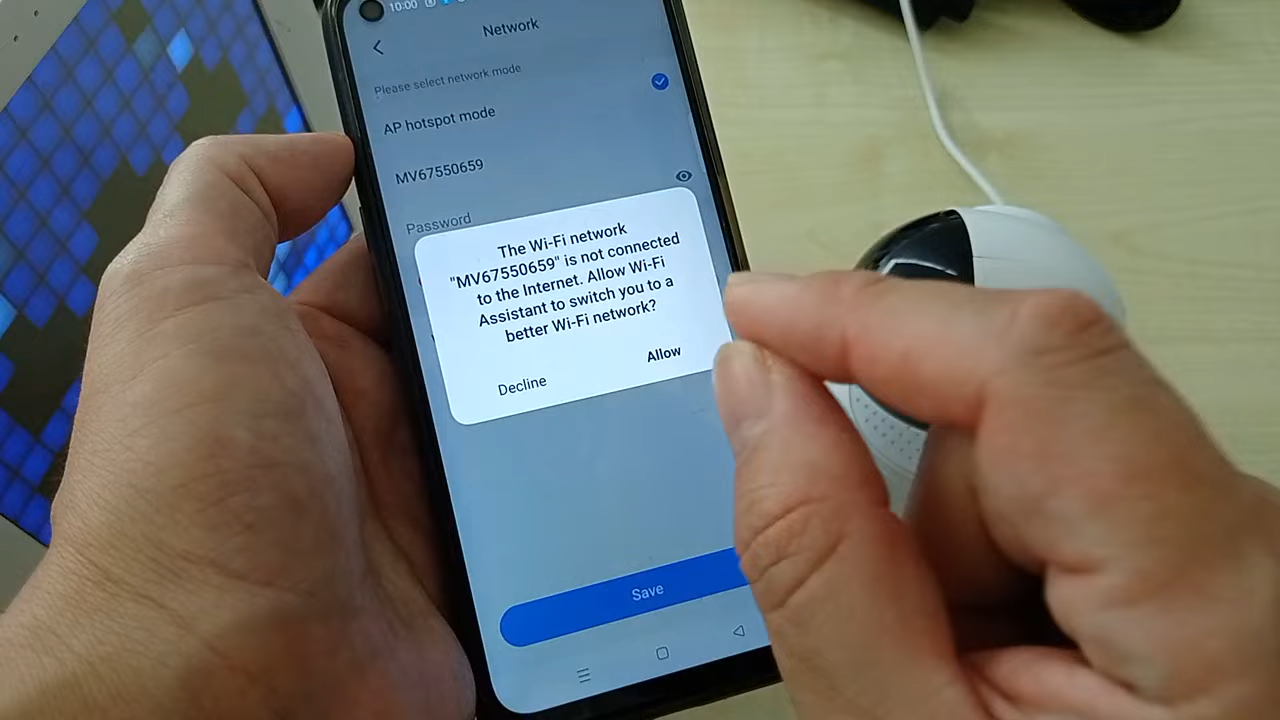 10:00
Network
Please select network mode
AP hotspot mode
MV67550659
Password
The Wi-Fi network
"MV67550659" is not connected
to the Internet. Allow Wi-Fi
Assistant to switch you to a
better Wi-Fi network?
Decline
Allow
Save